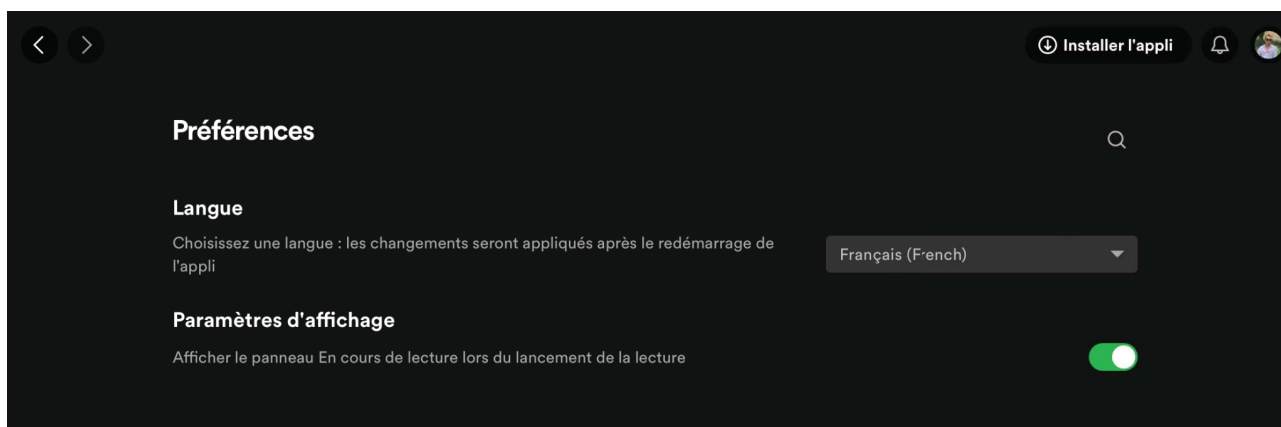 Installer l'appli
Préférences
Langue
Choisissez une langue : les changements seront appliqués après le redémarrage de
l'appli
Français (French)
Paramètres d'affichage
Afficher le panneau En cours de lecture lors du lancement de la lecture